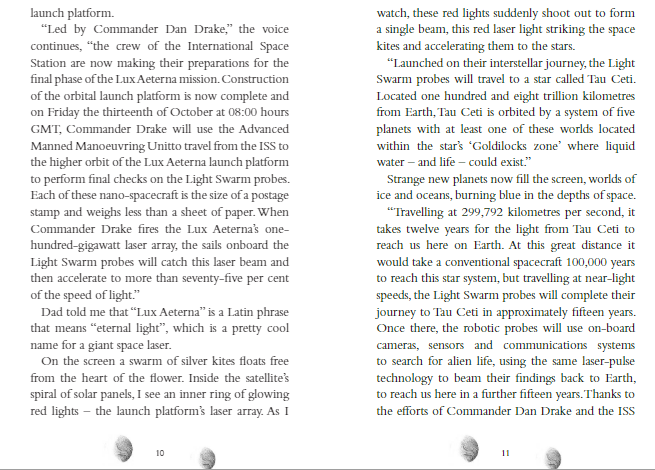 launch platform.
“Led by Commander Dan Drake,” the voice
continues, “the crew of the International Space
Station are now making their preparations for the
final phase of the Lux Aeterna mission. Construction
of the orbital launch platform is now complete and
on Friday the thirteenth of October at 08:00 hours
GMT, Commander Drake will use the Advanced
Manned Manoeuvring Unitto travel from the ISS to
the higher orbit of the Lux Aeterna launch platform
to perform final checks on the Light Swarm probes.
Each of these nano-spacecraft is the size of a postage
stamp and weighs less than a sheet of paper. When
Commander Drake fires the Lux Aeterna’s one-
hundred-gigawatt laser array, the sails onboard the
Light Swarm probes will catch this laser beam and
then accelerate to more than seventy-five per cent
of the speed of light.”
Dad told me that “Lux Aeterna” is a Latin phrase
that means “eternal light”, which is a pretty cool
name for a giant space laser.
On the screen a swarm of silver kites floats free
from the heart of the flower. Inside the satellite’s
spiral of solar panels, I see an inner ring of glowing
red lights – the launch platform’s laser array. As I
10
watch, these red lights suddenly shoot out to form
a single beam, this red laser light striking the space
kites and accelerating them to the stars.
“Launched on their interstellar journey, the Light
Swarm probes will travel to a star called Tau Ceti.
Located one hundred and eight trillion kilometres
from Earth, Tau Ceti is orbited by a system of five
planets with at least one of these worlds located
within the star’s ‘Goldilocks zone’ where liquid
water – and life – could exist.”
Strange new planets now fill the screen, worlds of
ice and oceans, burning blue in the depths of space.
“Travelling at 299,792 kilometres per second, it
takes twelve years for the light from Tau Ceti to
reach us here on Earth. At this great distance it
would take a conventional spacecraft 100,000 years
to reach this star system, but travelling at near-light
speeds, the Light Swarm probes will complete their
journey to Tau Ceti in approximately fifteen years.
Once there, the robotic probes will use on-board
cameras, sensors and communications systems
to search for alien life, using the same laser-pulse
technology to beam their findings back to Earth,
to reach us here in a further fifteen years. Thanks to
the efforts of Commander Dan Drake and the ISS
11